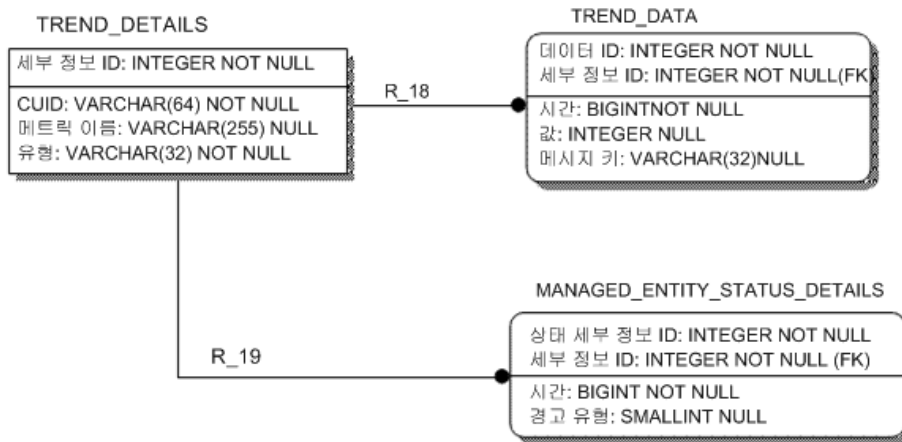 TREND_DETAILS
세부 정보 ID: INTEGER NOT NULL
CUID: VARCHAR(64) NOT NULL
메트릭 이름: VARCHAR(255) NULL
유형: VARCHAR(32) NOT NULL
R_18
TREND_DATA
데이터 ID: INTEGER NOT NULL
세부 정보 ID: INTEGER NOT NULL(FK)
시간: BIGINTNOT NULL
값: INTEGER NULL
메시지 키: VARCHAR(32)NULL
R_19
MANAGED_ENTITY_STATUS_DETAILS
상태 세부 정보 ID: INTEGER NOT NULL
세부 정보 ID: INTEGER NOT NULL (FK)
시간: BIGINT NOT NULL
경고 유형: SMALLINT NULL